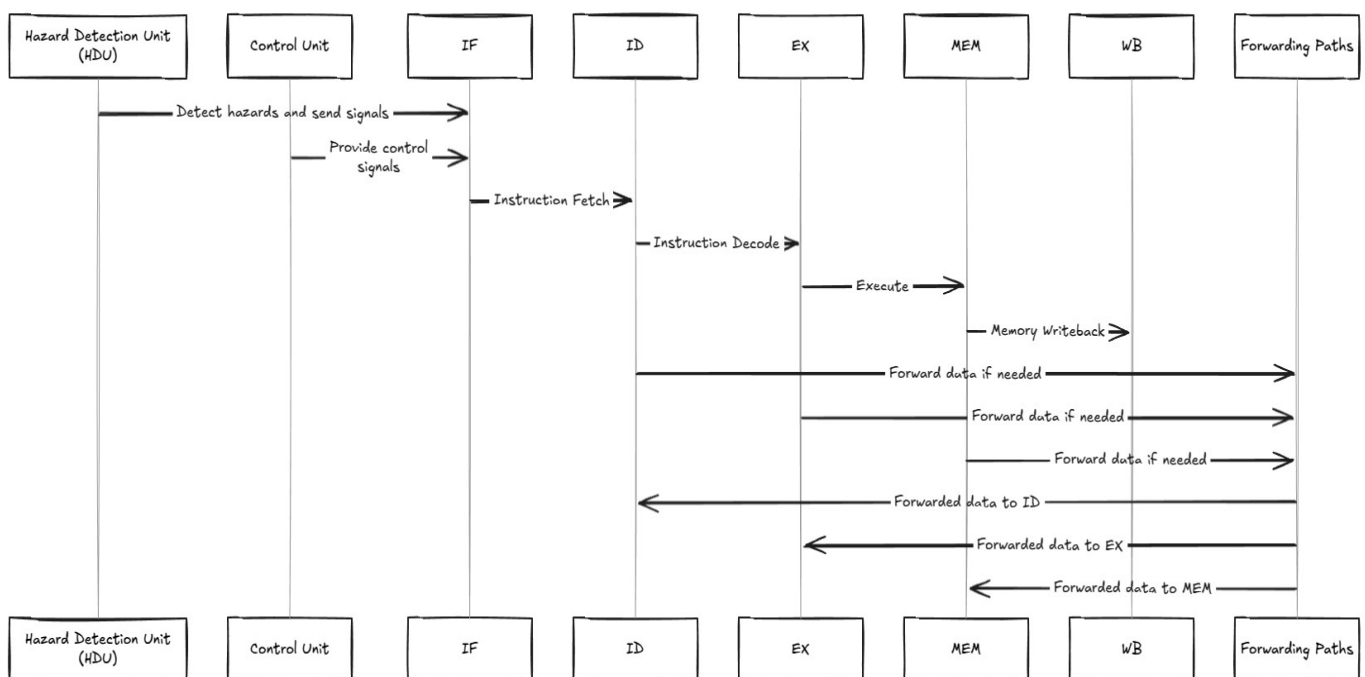 Hazard Detection Unit
(HDU)
Control Unit
IF
ID
EX
MEM
WB
Forwarding Paths
Detect hazards and send signals
Provide control
signals
Instruction Fetch
Instruction Decode
Execute
Memory Writeback
Forward data if needed
Forward data if needed
Forward data if needed
Forwarded data to ID
Forwarded data to EX
Forwarded data to MEM
Hazard Detection Unit
(HDU)
Control Unit
IF
ID
EX
MEM
WB
Forwarding Paths